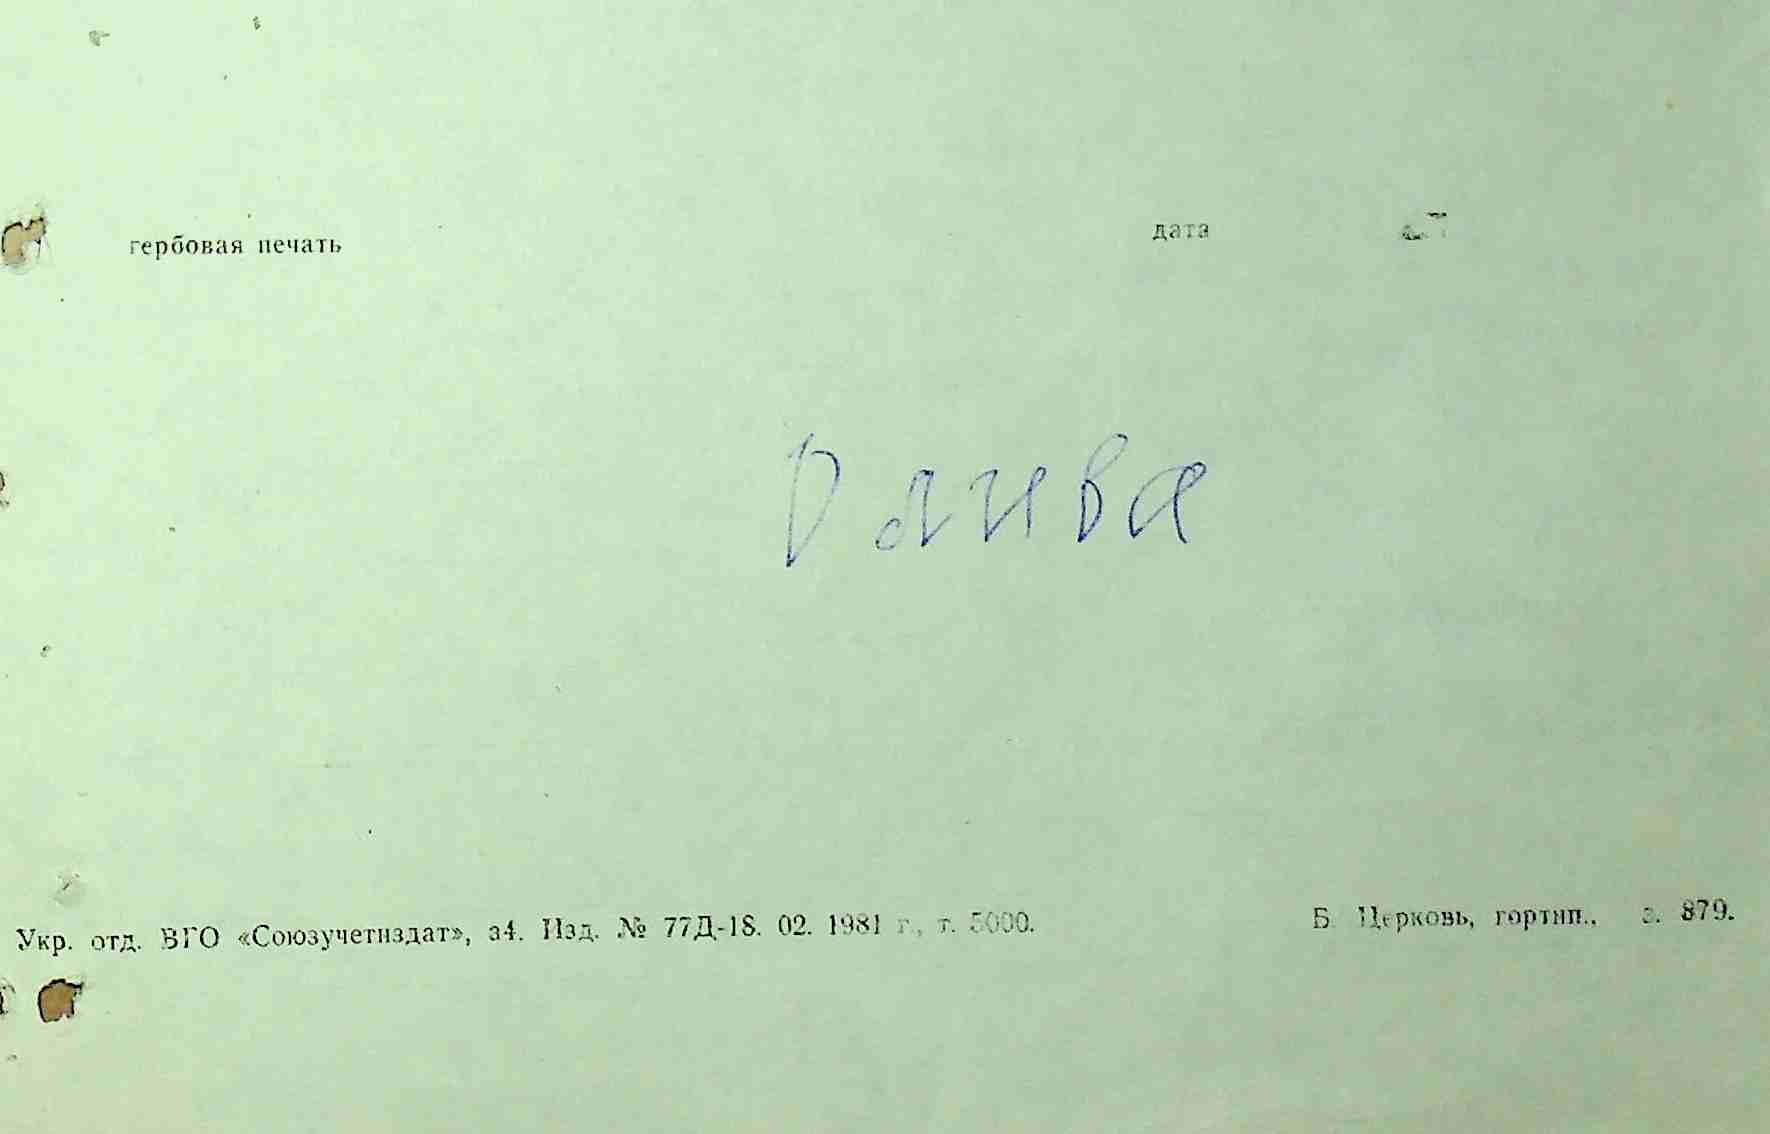 гербовая печать дата
Олива
Укр. отд. ВГО «Союзучетиздат», з4. Изд. № 77Д-18. 02. 1981 г., т. 5000. Б. Церковь, гортип., з. 879.